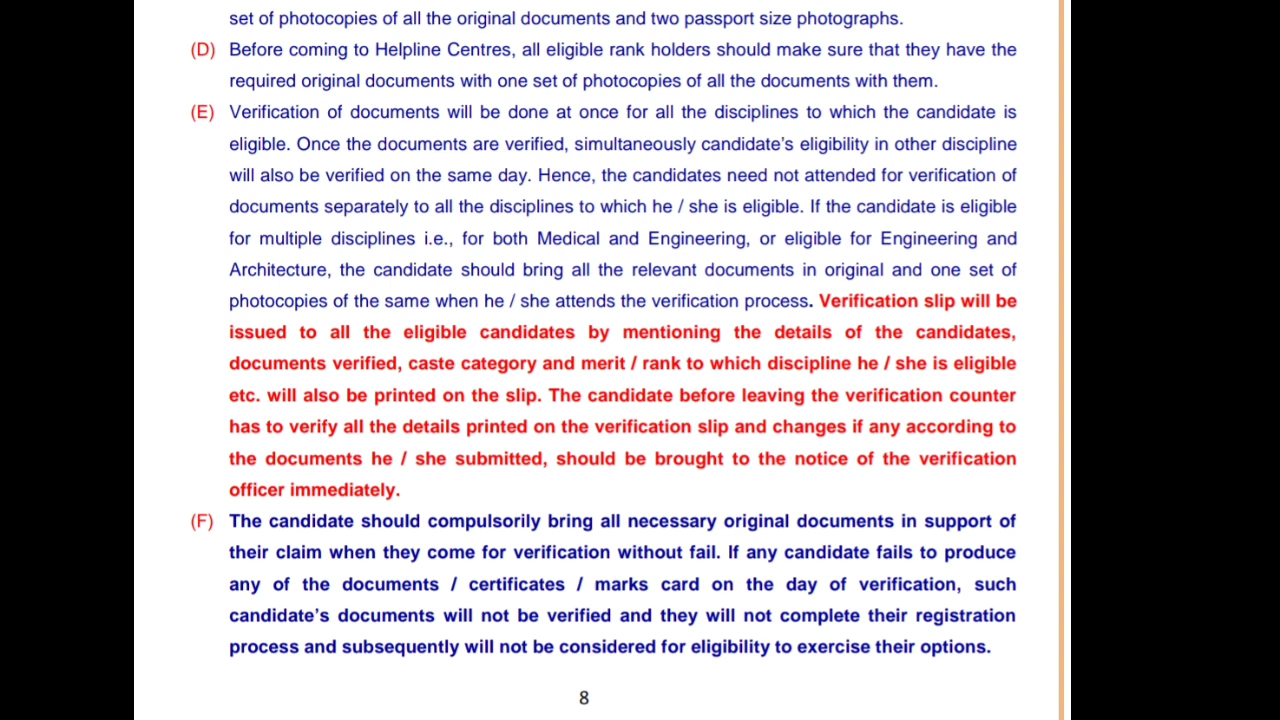 set of photocopies of all the original documents and two passport size photographs.
(D) Before coming to Helpline Centres, all eligible rank holders should make sure that they have the
required original documents with one set of photocopies of all the documents with them.
(E) Verification of documents will be done at once for all the disciplines to which the candidate is
eligible. Once the documents are verified, simultaneously candidate’s eligibility in other discipline
will also be verified on the same day. Hence, the candidates need not attended for verification of
documents separately to all the disciplines to which he / she is eligible. If the candidate is eligible
for multiple disciplines i.e., for both Medical and Engineering, or eligible for Engineering and
Architecture, the candidate should bring all the relevant documents in original and one set of
photocopies of the same when he / she attends the verification process. Verification slip will be
issued to all the eligible candidates by mentioning the details of the candidates,
documents verified, caste category and merit / rank to which discipline he / she is eligible
etc. will also be printed on the slip. The candidate before leaving the verification counter
has to verify all the details printed on the verification slip and changes if any according to
the documents he / she submitted, should be brought to the notice of the verification
officer immediately.
(F) The candidate should compulsorily bring all necessary original documents in support of
their claim when they come for verification without fail. If any candidate fails to produce
any of the documents / certificates / marks card on the day of verification, such
candidate’s documents will not be verified and they will not complete their registration
process and subsequently will not be considered for eligibility to exercise their options.
8